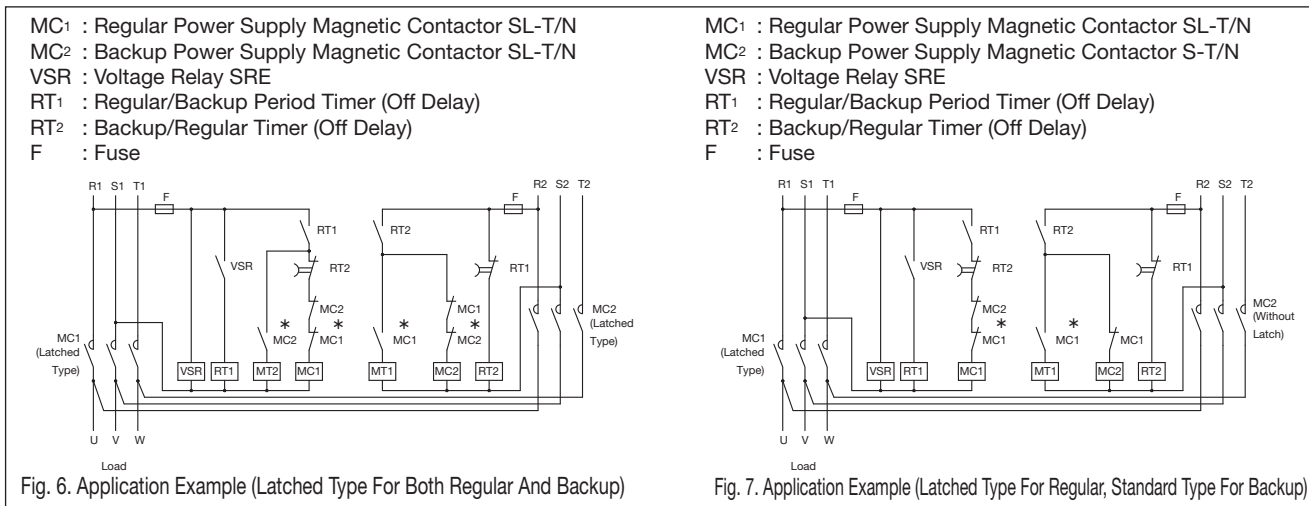 MC1 : Regular Power Supply Magnetic Contactor SL-T/N
MC2 : Backup Power Supply Magnetic Contactor SL-T/N
VSR : Voltage Relay SRE
RT1 : Regular/Backup Period Timer (Off Delay)
RT2 : Backup/Regular Timer (Off Delay)
F : Fuse
R1 S1 T1
F
F
R2 S2 T2
RT1
RT2
VSR
RT2
RT1
MC2
MC1
MC2
(Latched
Type)
MC1
(Latched
Type)
* MC2
* MC1
* MC1
* MC2
VSR RT1 MT2 MC1 MT1 MC2 RT2
U V W
Load
Fig. 6. Application Example (Latched Type For Both Regular And Backup)
MC1 : Regular Power Supply Magnetic Contactor SL-T/N
MC2 : Backup Power Supply Magnetic Contactor S-T/N
VSR : Voltage Relay SRE
RT1 : Regular/Backup Period Timer (Off Delay)
RT2 : Backup/Regular Timer (Off Delay)
F : Fuse
R1 S1 T1
F
F
R2 S2 T2
RT1
RT2
VSR
RT2
RT1
MC2
MC2
(Without
Latch)
MC1
(Latched
Type)
* MC1
* MC1
MC1
VSR RT1 MC1 MT1 MC2 RT2
U V W
Load
Fig. 7. Application Example (Latched Type For Regular, Standard Type For Backup)